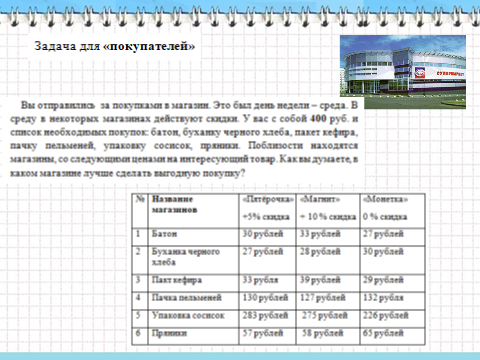 Задача для «покупателей»
СУПЕРМАРКЕТ
Вы отправились за покупками в магазин. Это был день недели – среда. В
среду в некоторых магазинах действуют скидки. У вас с собой 400 руб. и
список необходимых покупок: батон, буханку черного хлеба, пакет кефира,
пачку пельменей, упаковку сосисок, пряники. Поблизости находятся
магазины, со следующими ценами на интересующий товар. Как вы думаете, в
каком магазине лучше сделать выгодную покупку?
№ Название магазинов «Пятёрочка» +5% скидка «Магнит» + 10 % скидка «Монетка» 0 % скидка
1 Батон 30 рублей 33 рублей 27 рублей
2 Буханка черного хлеба 27 рублей 28 рублей 30 рублей
3 Пакт кефира 33 рубля 39 рублей 29 рублей
4 Пачка пельменей 130 рублей 127 рублей 132 рубля
5 Упаковка сосисок 283 рублей 275 рублей 226 рублей
6 Пряники 57 рублей 58 рублей 65 рублей